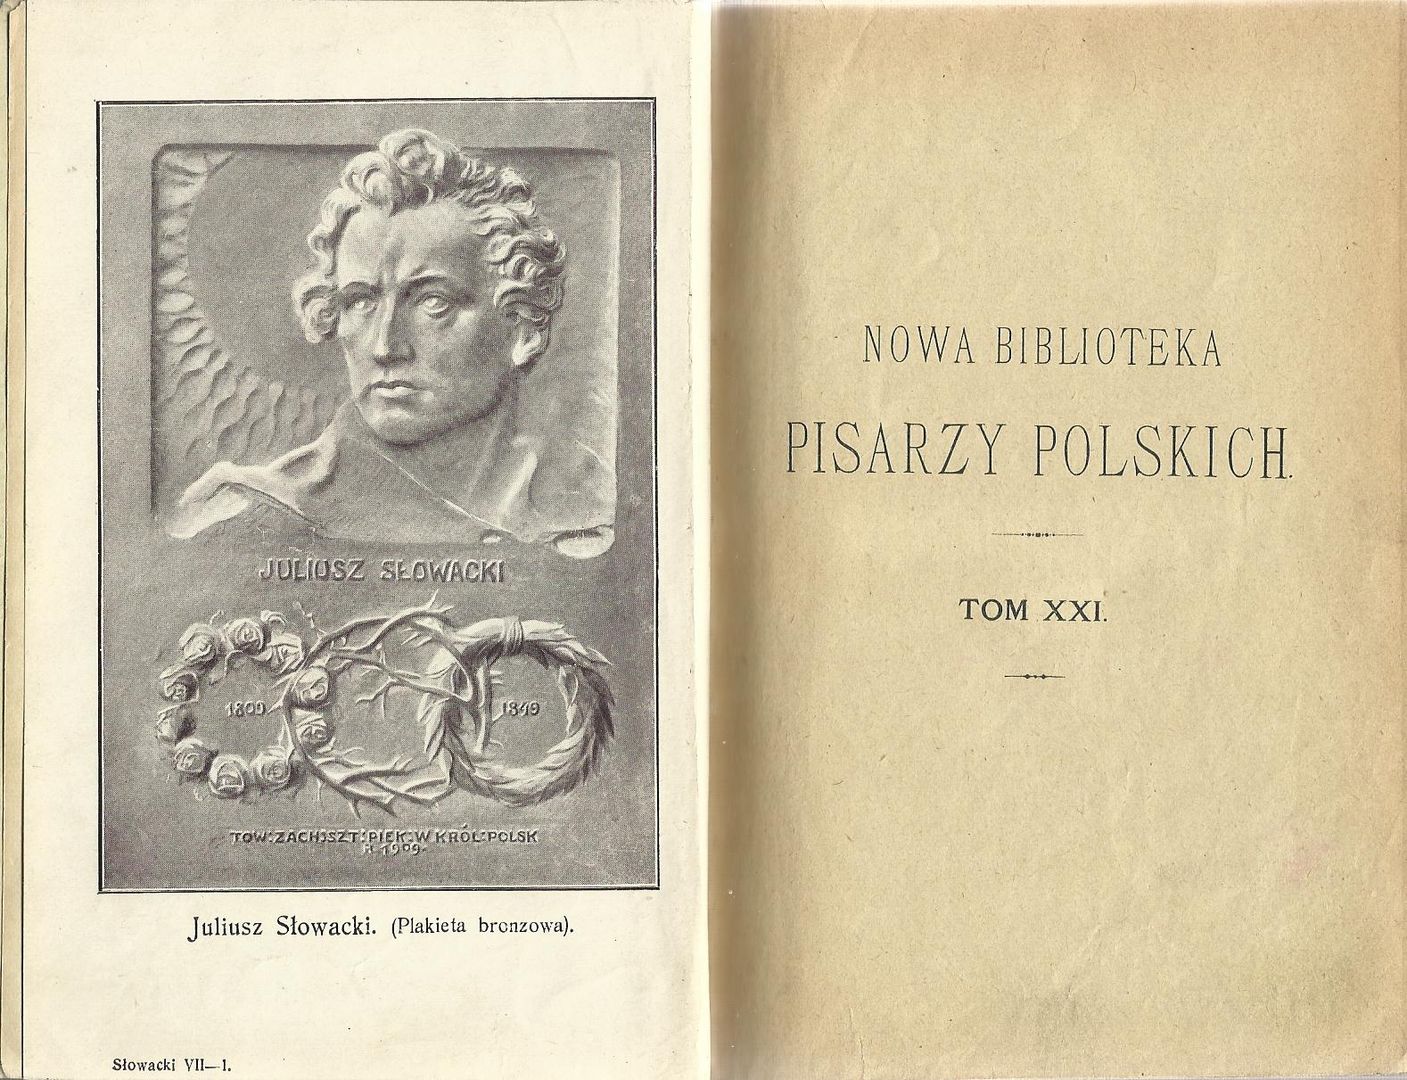 JULIUSZ SŁOWACKI
1809
1849
TOW:ZACH:SZT:PIĘK:W KRÓL:POLSK
R 1909
Juliusz Słowacki. (Plakieta bronzowa).
Słowacki VII—1.
NOWA BIBLIOTEKA
PISARZY POLSKICH.
TOM XXI.